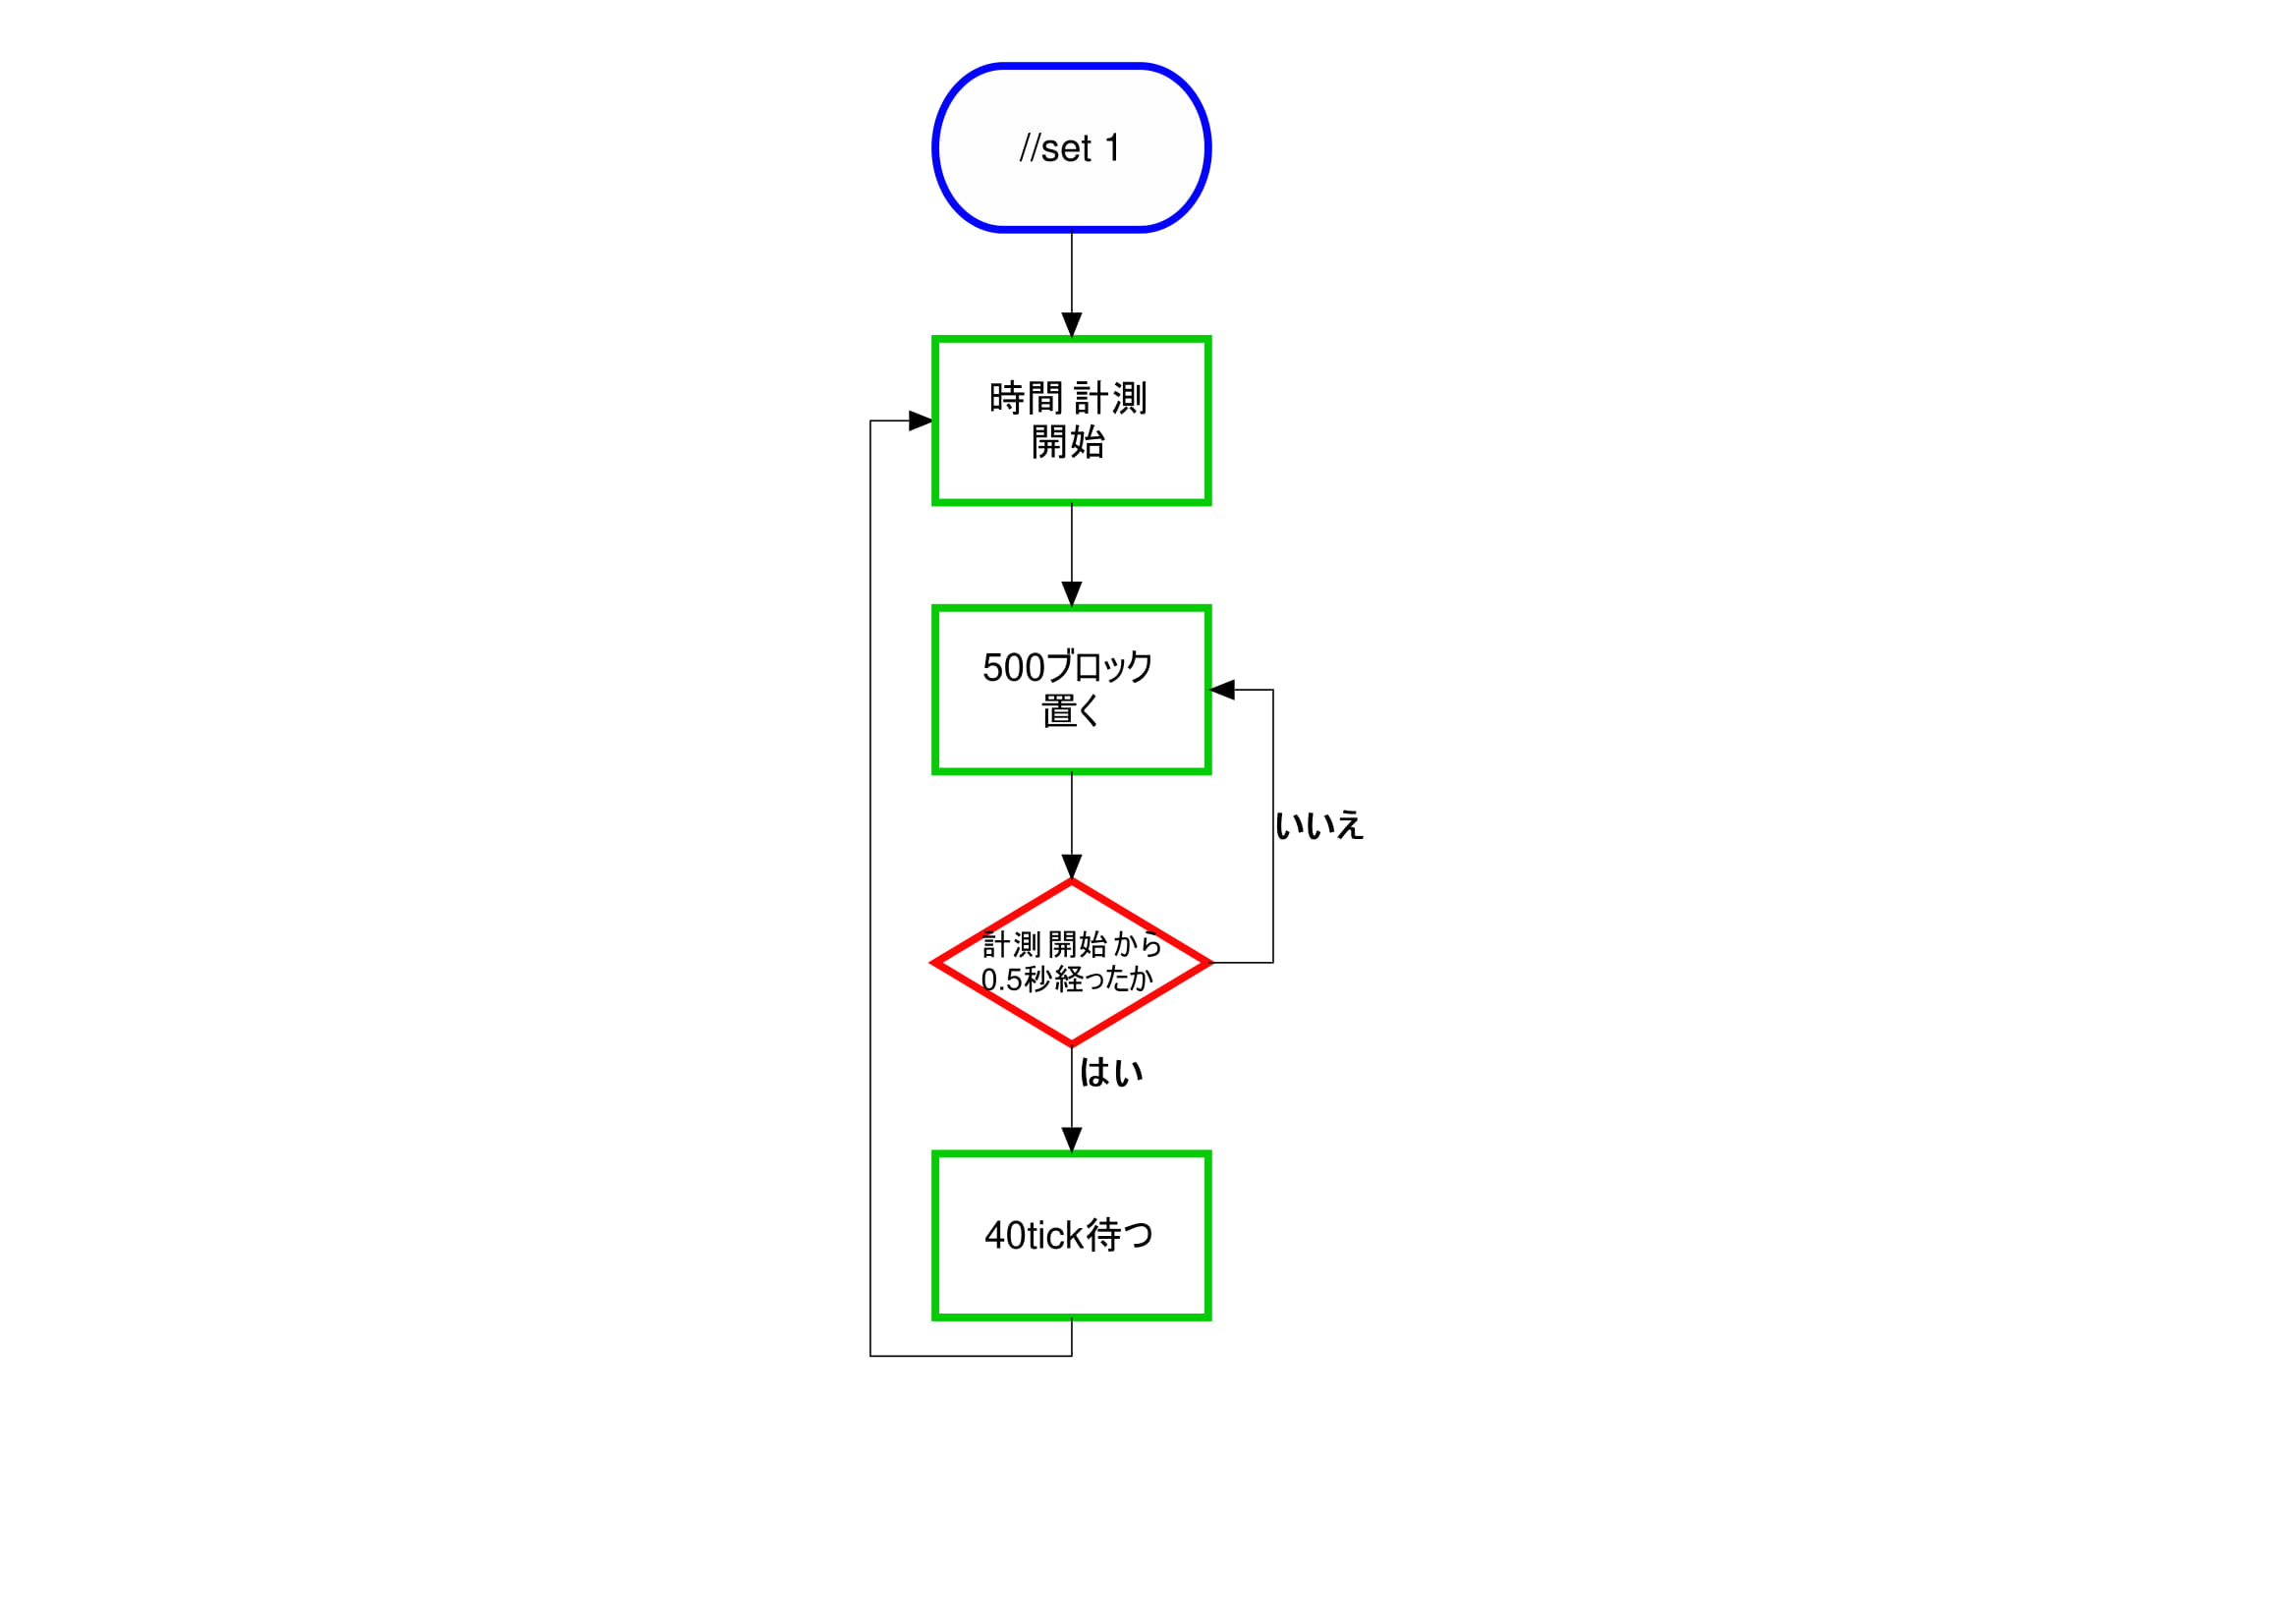 //set 1
時間計測
開始
500ブロック
置く
いいえ
計測開始から
0.5秒経ったか
はい
40tick待つ